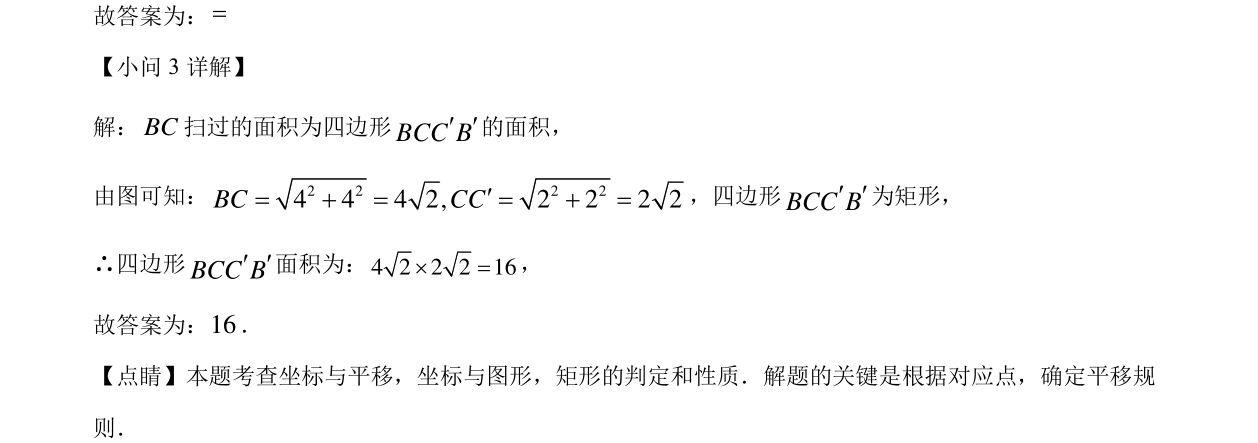 故答案为：=
【小问 3 详解】
解：BC 扫过的面积为四边形 BCC′B′ 的面积，
由图可知：BC = √(4² + 4²) = 4√2, CC′ = √(2² + 2²) = 2√2，四边形 BCC′B′ 为矩形，
∴四边形 BCC′B′ 面积为：4√2 × 2√2 = 16，
故答案为：16．
【点睛】本题考查坐标与平移，坐标与图形，矩形的判定和性质．解题的关键是根据对应点，确定平移规
则．